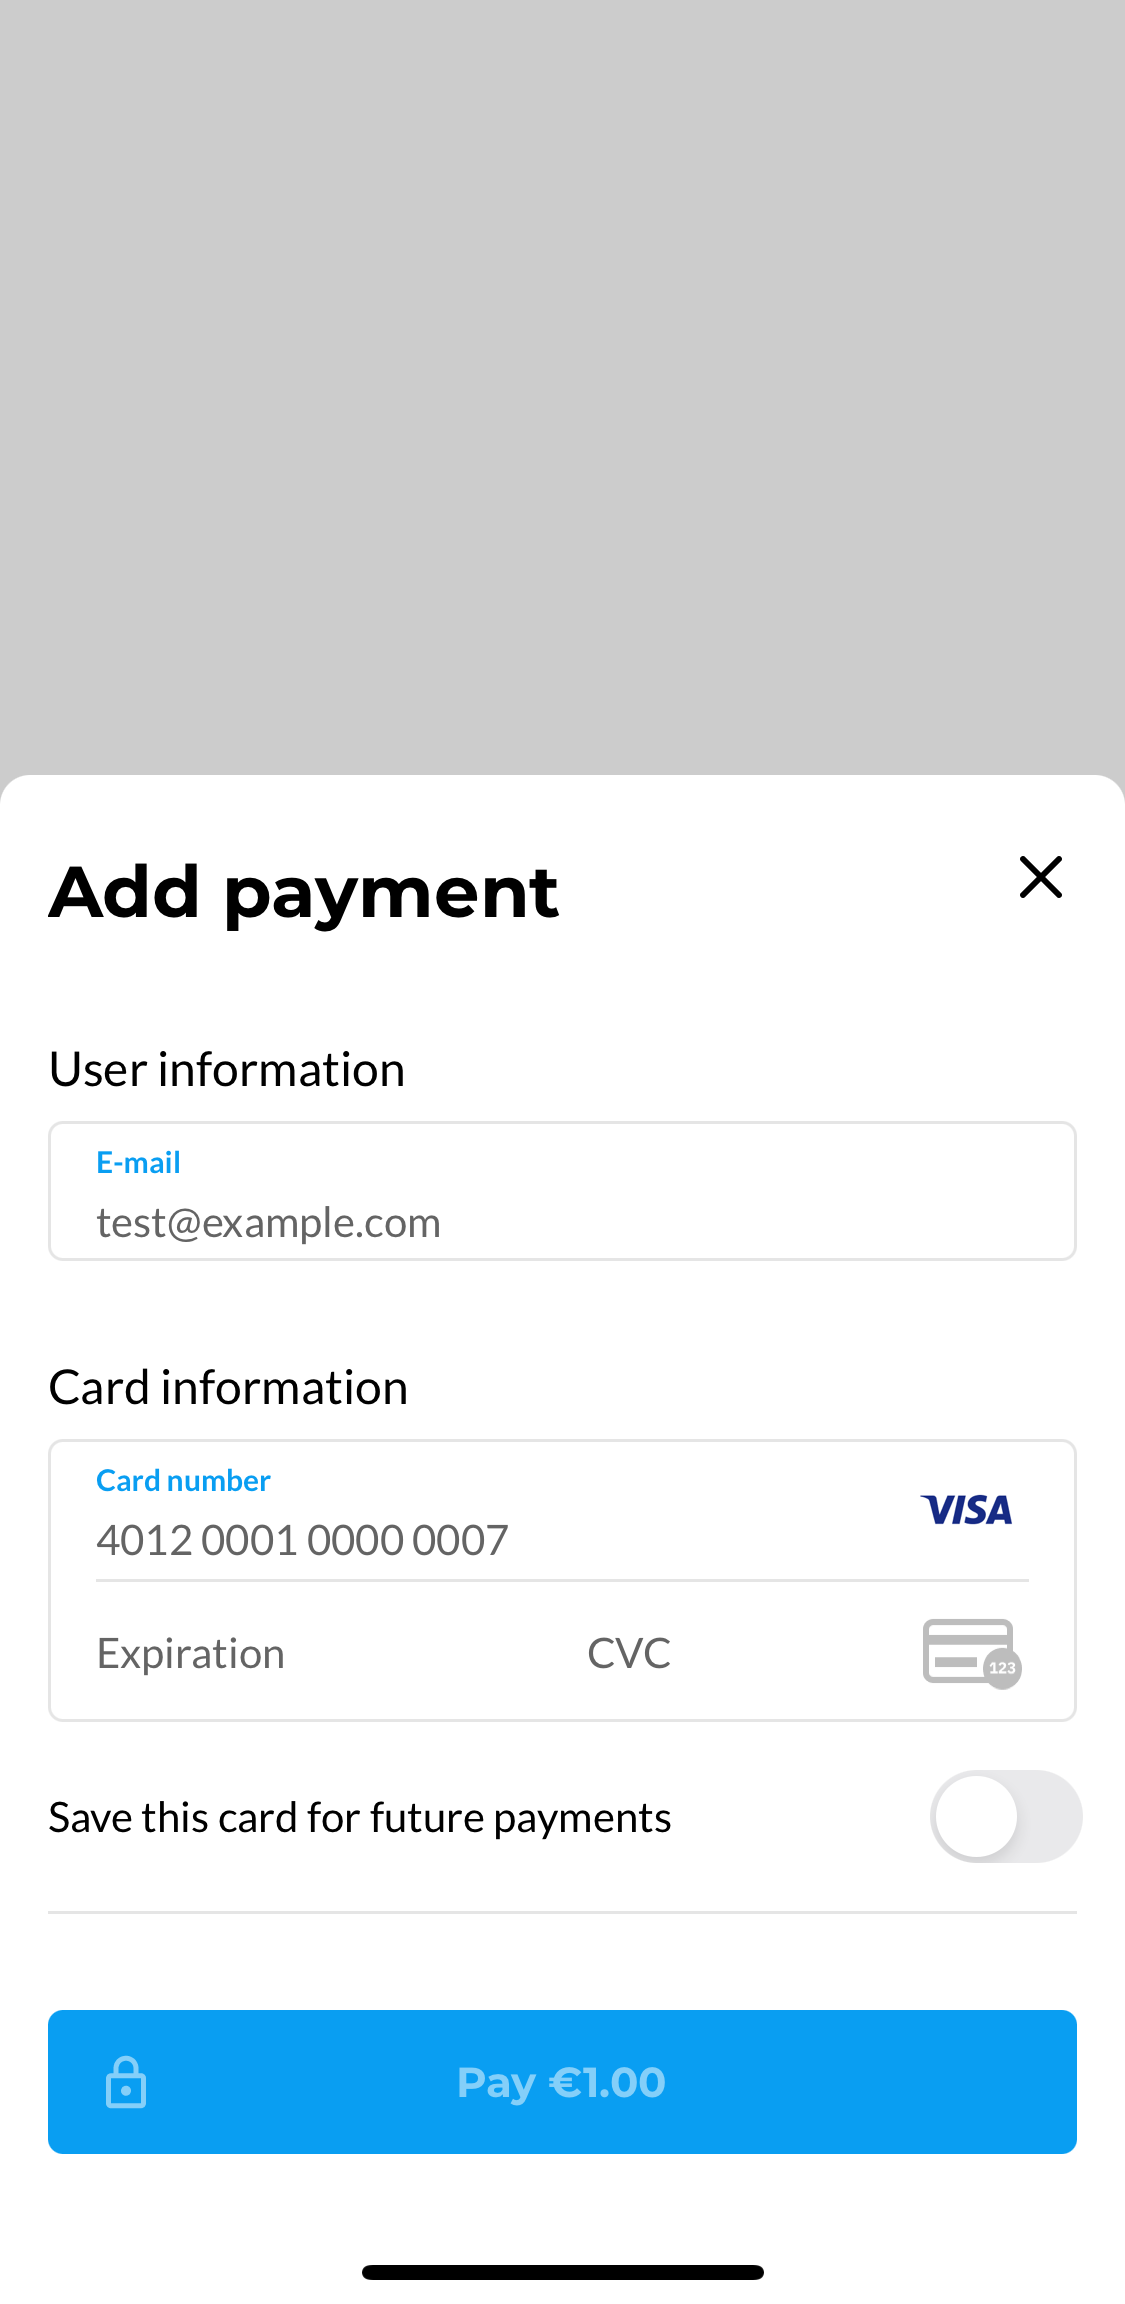 Add payment
User information
E-mail
test@example.com
Card information
Card number
4012 0001 0000 0007
VISA
Expiration
CVC
123
Save this card for future payments
Pay €1.00